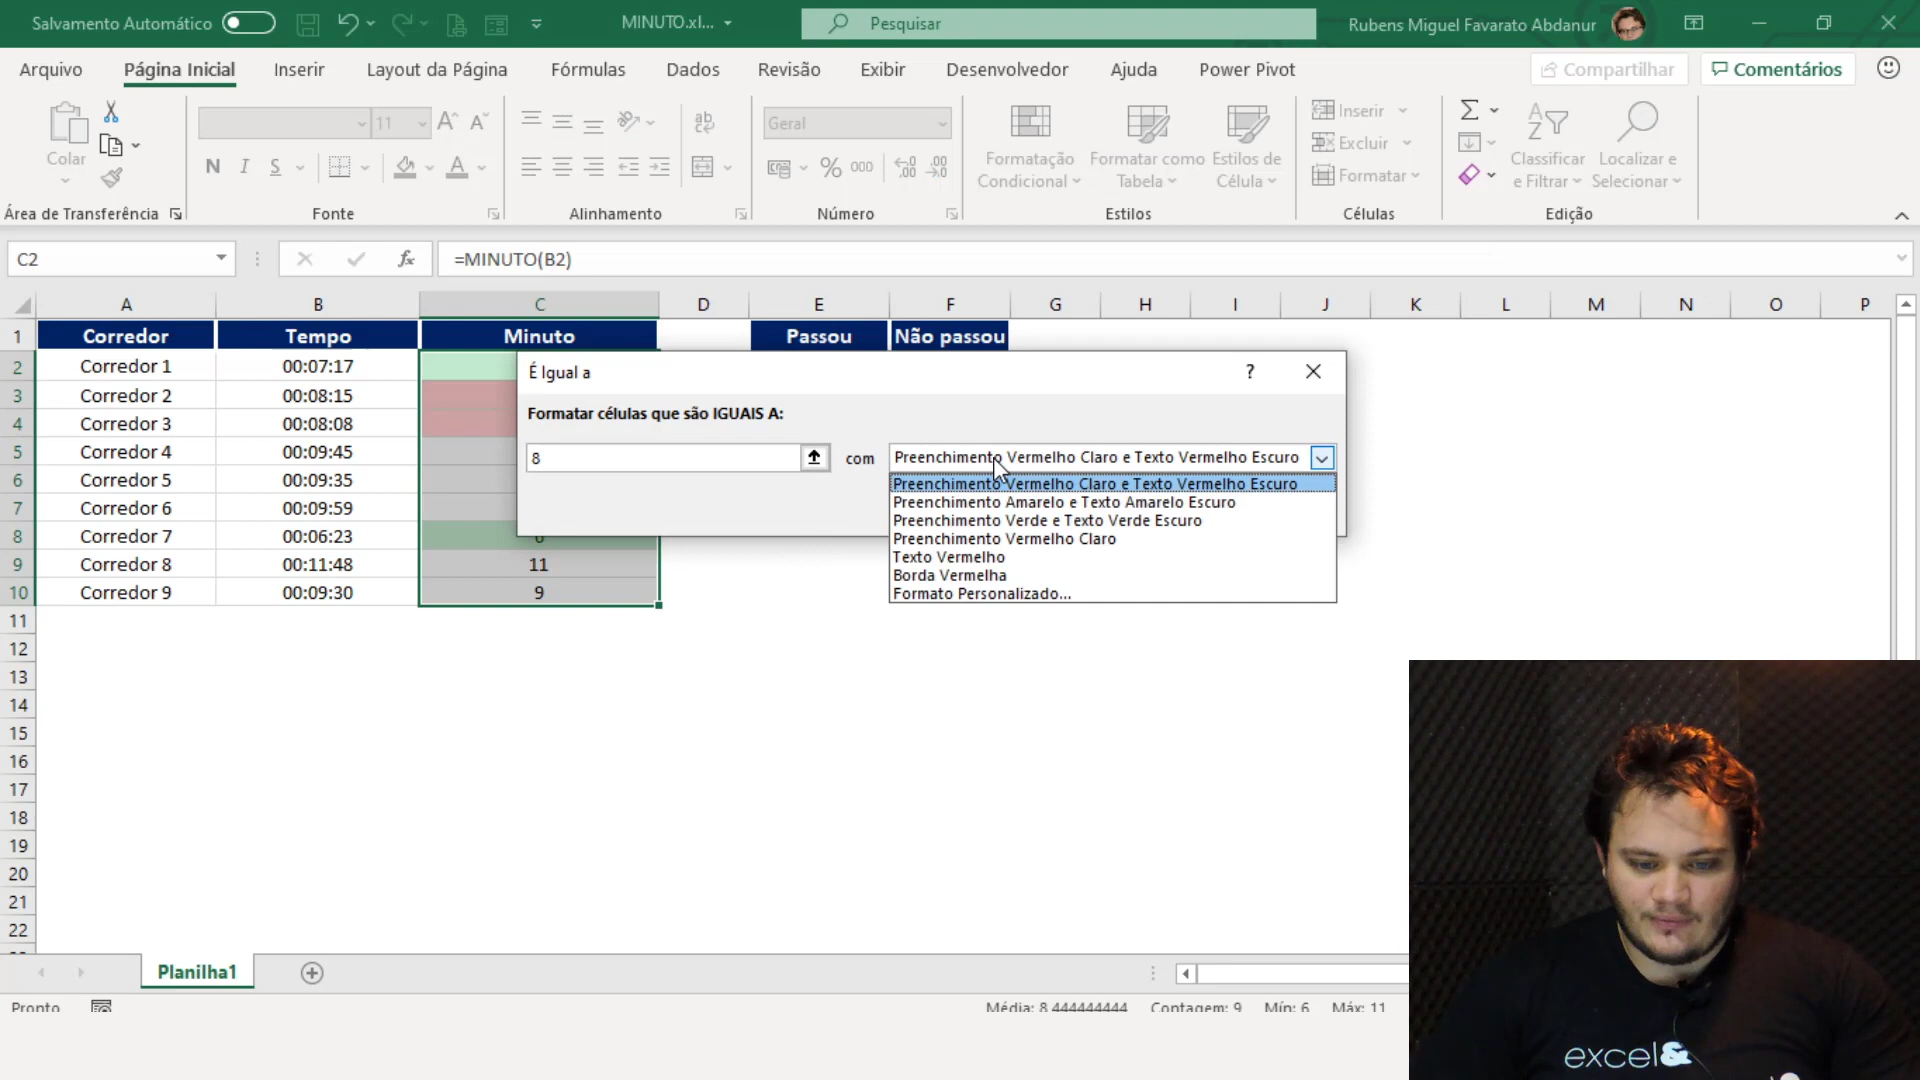 Salvamento Automático
MINUTO.xl...
Pesquisar
Rubens Miguel Favarato Abdanur
Arquivo
Página Inicial
Inserir
Layout da Página
Fórmulas
Dados
Revisão
Exibir
Desenvolvedor
Ajuda
Power Pivot
Compartilhar
Comentários
Colar
11
N I S
Geral
% 000
Formatação Condicional
Formatar como Tabela
Estilos de Célula
Inserir
Excluir
Formatar
Classificar e Filtrar
Localizar e Selecionar
Área de Transferência
Fonte
Alinhamento
Número
Estilos
Células
Edição
C2
fx
=MINUTO(B2)
A B C D E F G H I J K L M N O P
1 Corredor Tempo Minuto Passou Não passou
2 Corredor 1 00:07:17
3 Corredor 2 00:08:15
4 Corredor 3 00:08:08
5 Corredor 4 00:09:45
6 Corredor 5 00:09:35
7 Corredor 6 00:09:59
8 Corredor 7 00:06:23 6
9 Corredor 8 00:11:48 11
10 Corredor 9 00:09:30 9
11
12
13
14
15
16
17
18
19
20
21
22
É Igual a
?
Formatar células que são IGUAIS A:
8
com
Preenchimento Vermelho Claro e Texto Vermelho Escuro
Preenchimento Vermelho Claro e Texto Vermelho Escuro
Preenchimento Amarelo e Texto Amarelo Escuro
Preenchimento Verde e Texto Verde Escuro
Preenchimento Vermelho Claro
Texto Vermelho
Borda Vermelha
Formato Personalizado...
Planilha1
Pronto
Média: 8,444444444
Contagem: 9
Mín: 6
Máx: 11
excel&